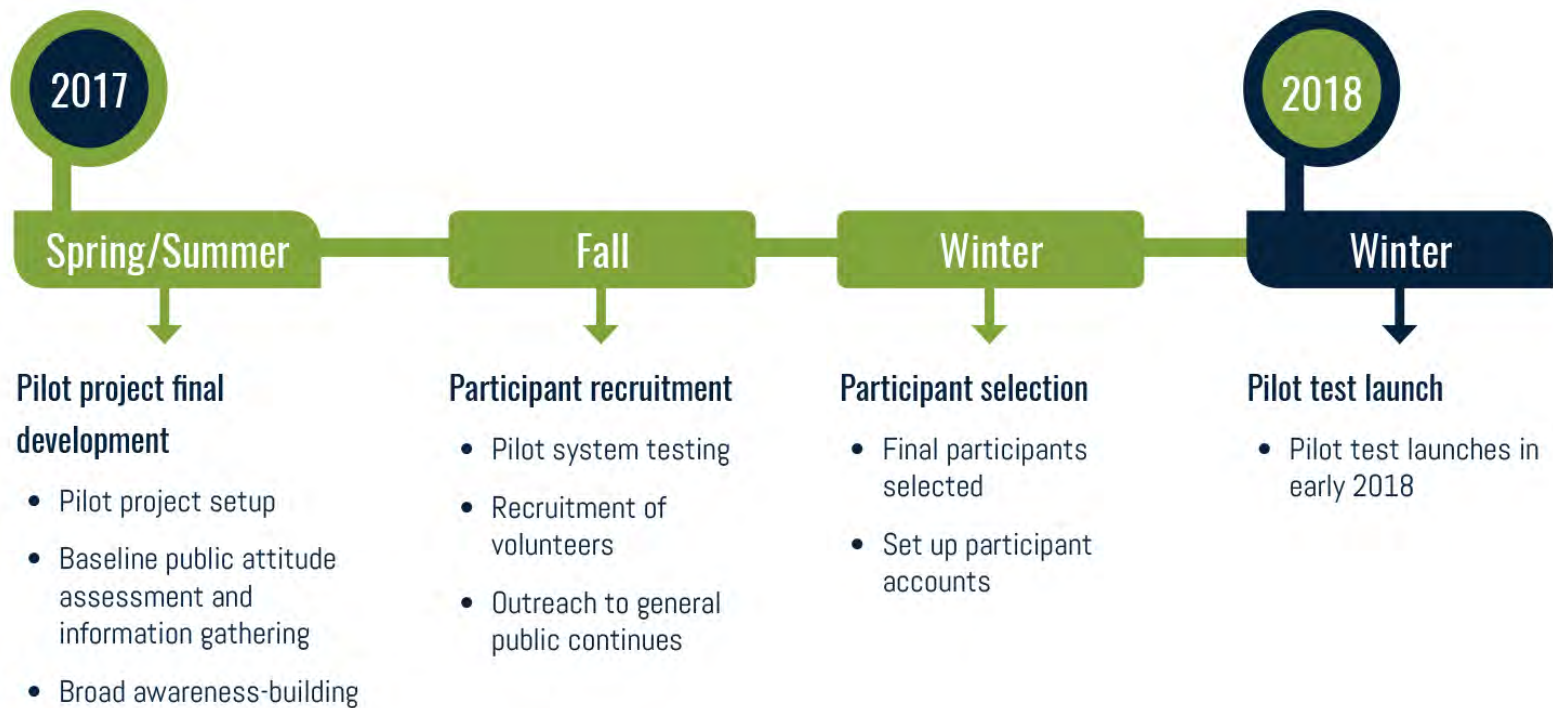 2017
2018
Spring/Summer
Fall
Winter
Winter
Pilot project final
development
• Pilot project setup
• Baseline public attitude
assessment and
information gathering
• Broad awareness-building
Participant recruitment
• Pilot system testing
• Recruitment of
volunteers
• Outreach to general
public continues
Participant selection
• Final participants
selected
• Set up participant
accounts
Pilot test launch
• Pilot test launches in
early 2018